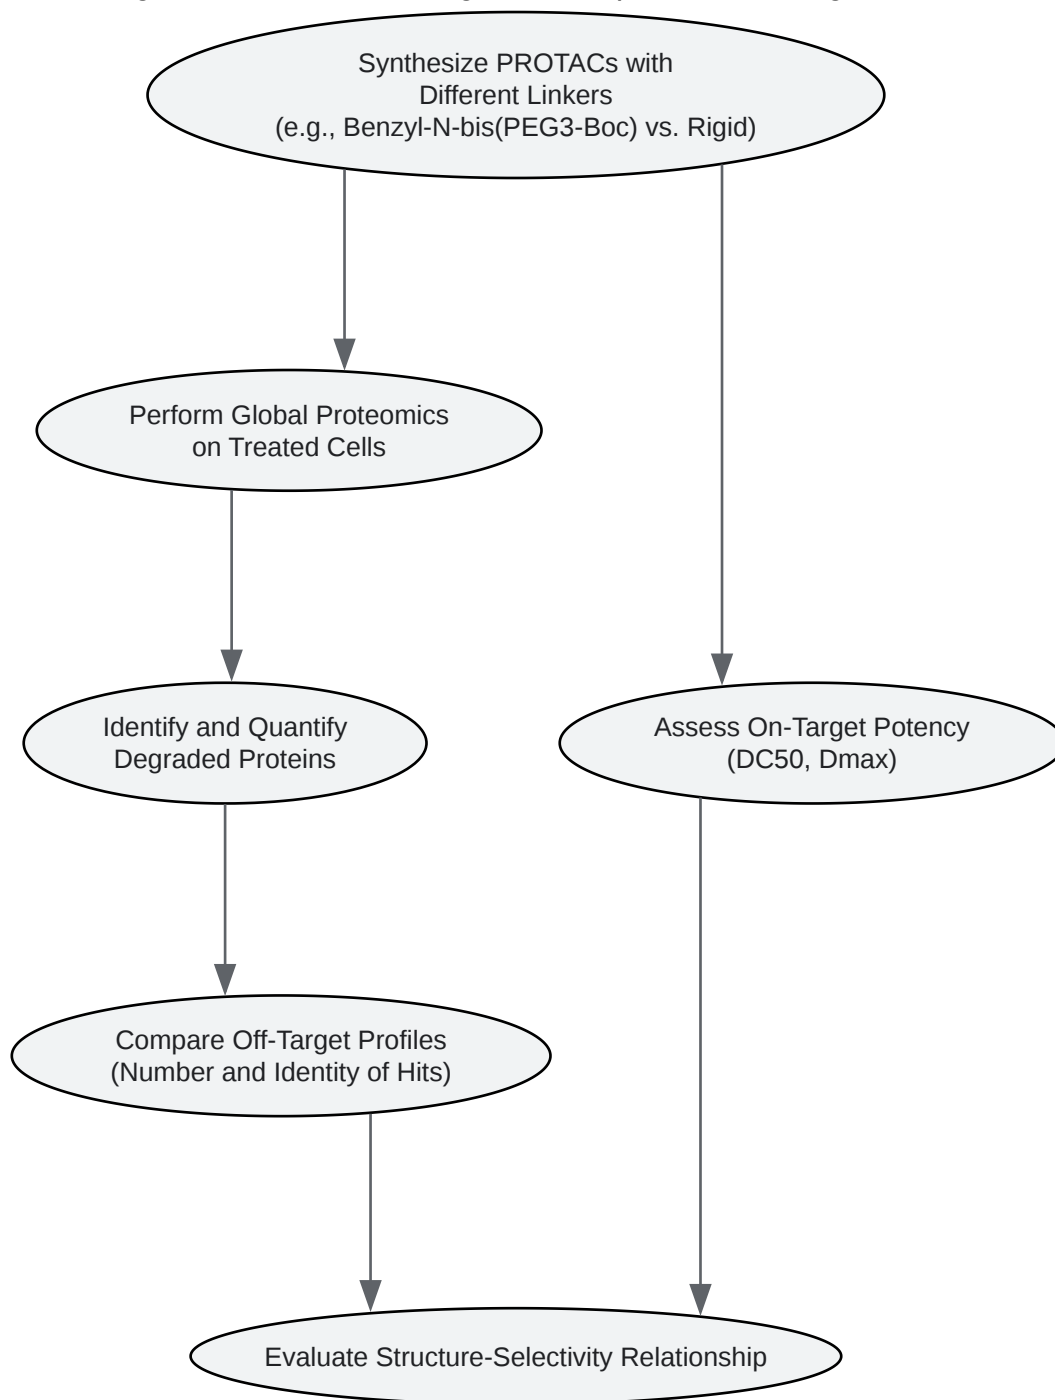 Synthesize PROTACs with
Different Linkers
(e.g., Benzyl-N-bis(PEG3-Boc) vs. Rigid)
Perform Global Proteomics
on Treated Cells
Identify and Quantify
Degraded Proteins
Assess On-Target Potency
(DC50, Dmax)
Compare Off-Target Profiles
(Number and Identity of Hits)
Evaluate Structure-Selectivity Relationship